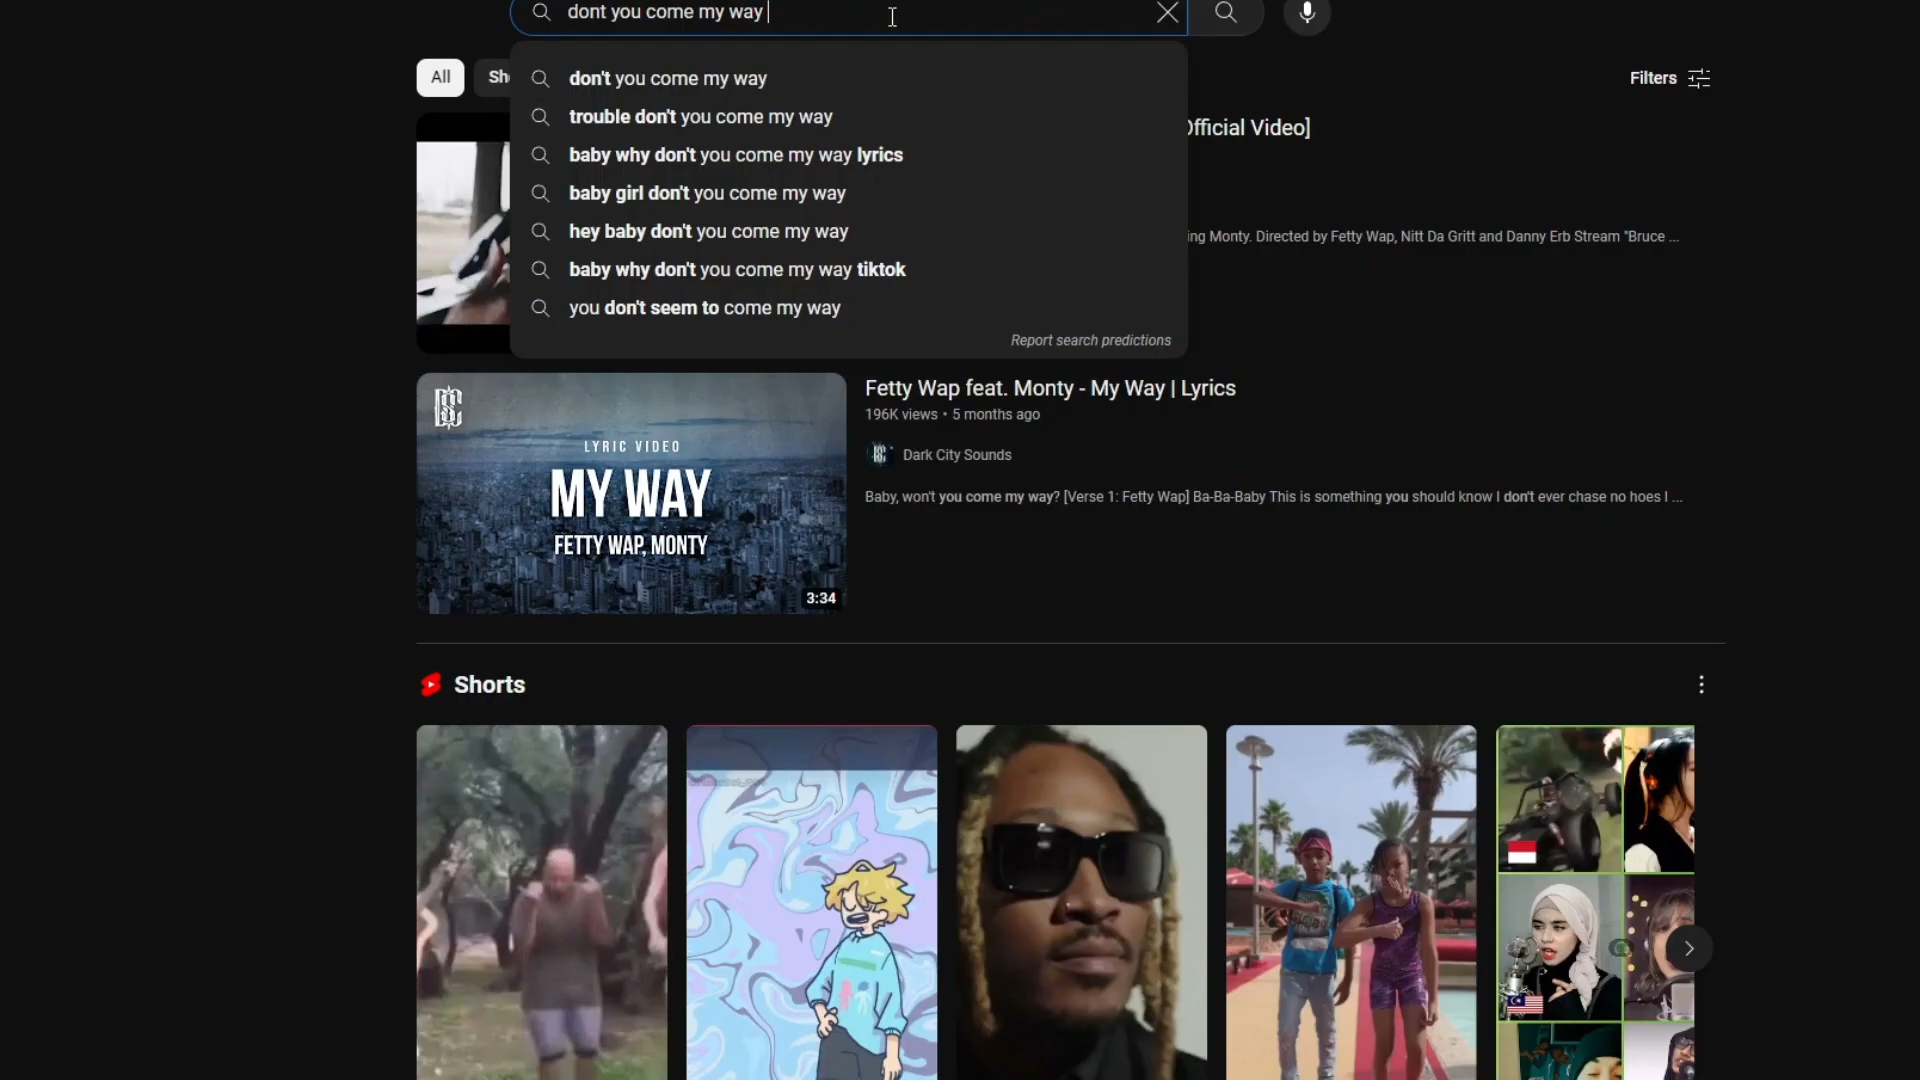 dont you come my way
All
Sh
don't you come my way
trouble don't you come my way
baby why don't you come my way lyrics
baby girl don't you come my way
hey baby don't you come my way
baby why don't you come my way tiktok
you don't seem to come my way
Report search predictions
Filters
Official Video]
ing Monty. Directed by Fetty Wap, Nitt Da Gritt and Danny Erb Stream "Bruce ...
LYRIC VIDEO
MY WAY
FETTY WAP, MONTY
3:34
Fetty Wap feat. Monty - My Way | Lyrics
196K views • 5 months ago
Dark City Sounds
Baby, won't you come my way? [Verse 1: Fetty Wap] Ba-Ba-Baby This is something you should know I don't ever chase no hoes I ...
Shorts